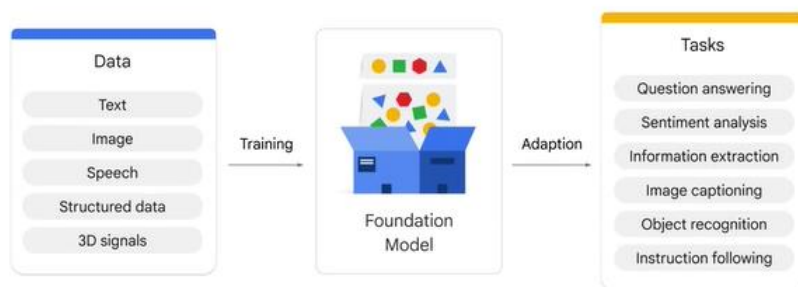 Data
Text
Image
Speech
Structured data
3D signals
Training
Foundation
Model
Adaption
Tasks
Question answering
Sentiment analysis
Information extraction
Image captioning
Object recognition
Instruction following